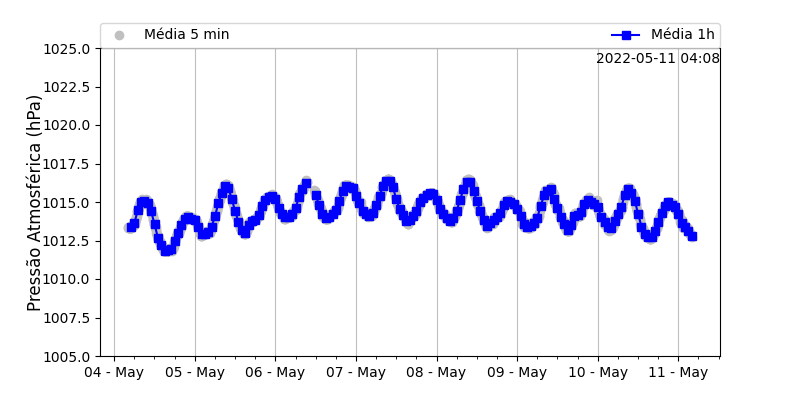 Média 5 min
Média 1h
2022-05-11 04:08
Pressão Atmosférica (hPa)
1025.0
1022.5
1020.0
1017.5
1015.0
1012.5
1010.0
1007.5
1005.0
04 - May
05 - May
06 - May
07 - May
08 - May
09 - May
10 - May
11 - May